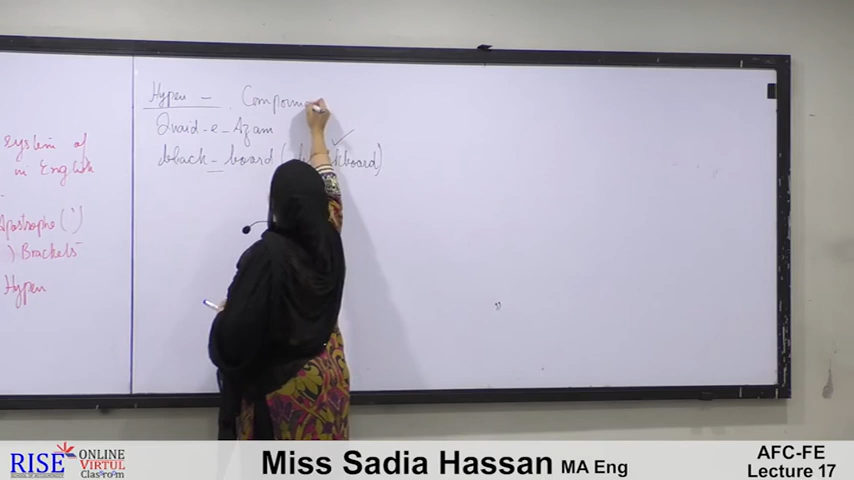 system of
in English
Apostrophe (')
) Brackets
Hypen
Hypen -
Compoun
Quaid-e-Azam
black-board ( kboard)
RISE ONLINE
VIRTUL
Classroom
Miss Sadia Hassan MA Eng
AFC-FE
Lecture 17